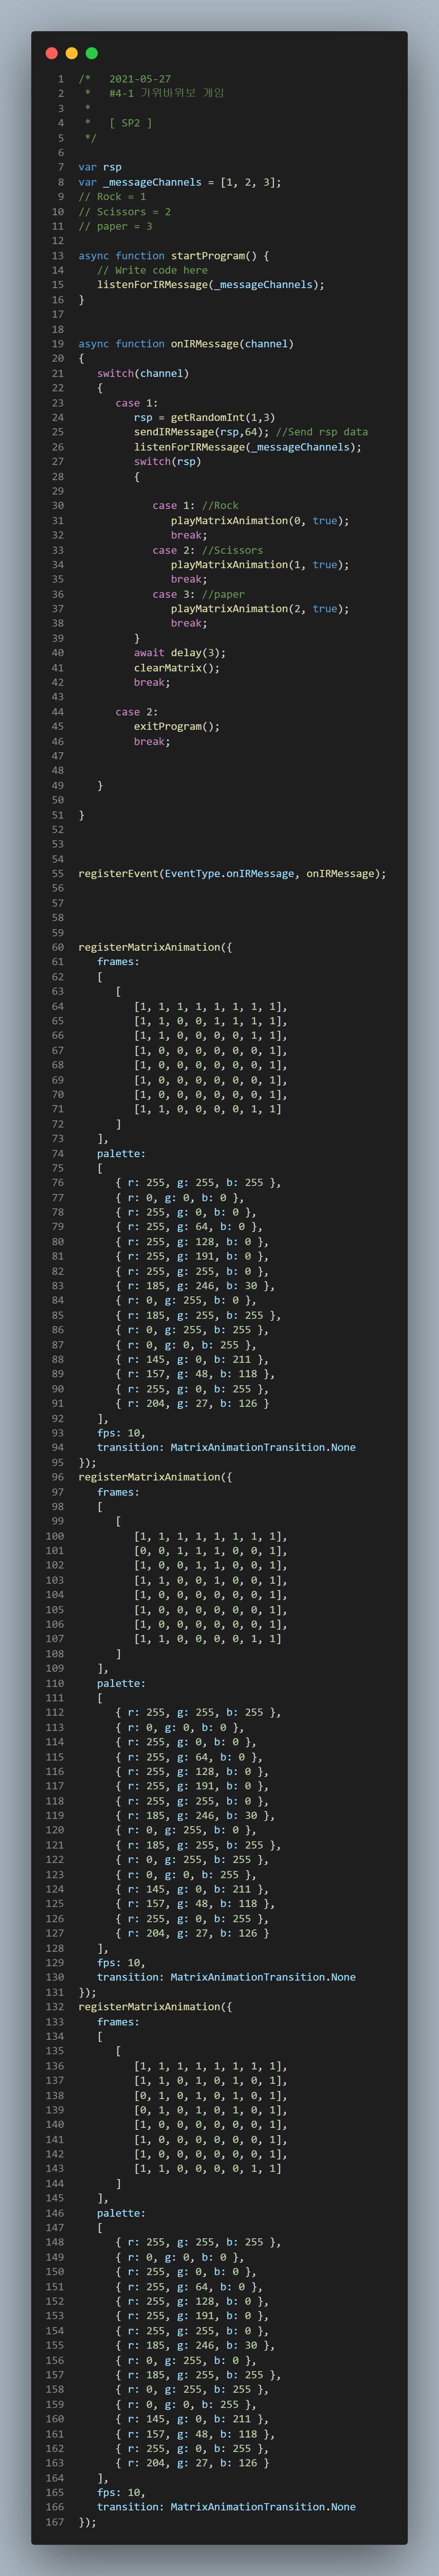 1 /*   2021-05-27
2  *   #4-1 가위바위보 게임
3  *
4  *   [ SP2 ]
5  */
6
7 var rsp
8 var _messageChannels = [1, 2, 3];
9 // Rock = 1
10 // Scissors = 2
11 // paper = 3
12
13 async function startProgram() {
14    // Write code here
15    listenForIRMessage(_messageChannels);
16 }
17
18
19 async function onIRMessage(channel)
20 {
21    switch(channel)
22    {
23       case 1:
24          rsp = getRandomInt(1,3)
25          sendIRMessage(rsp,64); //Send rsp data
26          listenForIRMessage(_messageChannels);
27          switch(rsp)
28          {
29
30             case 1: //Rock
31                playMatrixAnimation(0, true);
32                break;
33             case 2: //Scissors
34                playMatrixAnimation(1, true);
35                break;
36             case 3: //paper
37                playMatrixAnimation(2, true);
38                break;
39          }
40          await delay(3);
41          clearMatrix();
42          break;
43
44       case 2:
45          exitProgram();
46          break;
47
48
49    }
50
51 }
52
53
54
55 registerEvent(EventType.onIRMessage, onIRMessage);
56
57
58
59
60 registerMatrixAnimation({
61    frames:
62    [
63       [
64          [1, 1, 1, 1, 1, 1, 1, 1],
65          [1, 1, 0, 0, 1, 1, 1, 1],
66          [1, 1, 0, 0, 0, 0, 1, 1],
67          [1, 0, 0, 0, 0, 0, 0, 1],
68          [1, 0, 0, 0, 0, 0, 0, 1],
69          [1, 0, 0, 0, 0, 0, 0, 1],
70          [1, 0, 0, 0, 0, 0, 0, 1],
71          [1, 1, 0, 0, 0, 0, 1, 1]
72       ]
73    ],
74    palette:
75    [
76       { r: 255, g: 255, b: 255 },
77       { r: 0, g: 0, b: 0 },
78       { r: 255, g: 0, b: 0 },
79       { r: 255, g: 64, b: 0 },
80       { r: 255, g: 128, b: 0 },
81       { r: 255, g: 191, b: 0 },
82       { r: 255, g: 255, b: 0 },
83       { r: 185, g: 246, b: 30 },
84       { r: 0, g: 255, b: 0 },
85       { r: 185, g: 255, b: 255 },
86       { r: 0, g: 255, b: 255 },
87       { r: 0, g: 0, b: 255 },
88       { r: 145, g: 0, b: 211 },
89       { r: 157, g: 48, b: 118 },
90       { r: 255, g: 0, b: 255 },
91       { r: 204, g: 27, b: 126 }
92    ],
93    fps: 10,
94    transition: MatrixAnimationTransition.None
95 });
96 registerMatrixAnimation({
97    frames:
98    [
99       [
100          [1, 1, 1, 1, 1, 1, 1, 1],
101          [0, 0, 1, 1, 1, 0, 0, 1],
102          [1, 0, 0, 1, 1, 0, 0, 1],
103          [1, 1, 0, 0, 1, 0, 0, 1],
104          [1, 0, 0, 0, 0, 0, 0, 1],
105          [1, 0, 0, 0, 0, 0, 0, 1],
106          [1, 0, 0, 0, 0, 0, 0, 1],
107          [1, 1, 0, 0, 0, 0, 1, 1]
108       ]
109    ],
110    palette:
111    [
112       { r: 255, g: 255, b: 255 },
113       { r: 0, g: 0, b: 0 },
114       { r: 255, g: 0, b: 0 },
115       { r: 255, g: 64, b: 0 },
116       { r: 255, g: 128, b: 0 },
117       { r: 255, g: 191, b: 0 },
118       { r: 255, g: 255, b: 0 },
119       { r: 185, g: 246, b: 30 },
120       { r: 0, g: 255, b: 0 },
121       { r: 185, g: 255, b: 255 },
122       { r: 0, g: 255, b: 255 },
123       { r: 0, g: 0, b: 255 },
124       { r: 145, g: 0, b: 211 },
125       { r: 157, g: 48, b: 118 },
126       { r: 255, g: 0, b: 255 },
127       { r: 204, g: 27, b: 126 }
128    ],
129    fps: 10,
130    transition: MatrixAnimationTransition.None
131 });
132 registerMatrixAnimation({
133    frames:
134    [
135       [
136          [1, 1, 1, 1, 1, 1, 1, 1],
137          [1, 1, 0, 1, 0, 1, 0, 1],
138          [0, 1, 0, 1, 0, 1, 0, 1],
139          [0, 1, 0, 1, 0, 1, 0, 1],
140          [1, 0, 0, 0, 0, 0, 0, 1],
141          [1, 0, 0, 0, 0, 0, 0, 1],
142          [1, 0, 0, 0, 0, 0, 0, 1],
143          [1, 1, 0, 0, 0, 0, 1, 1]
144       ]
145    ],
146    palette:
147    [
148       { r: 255, g: 255, b: 255 },
149       { r: 0, g: 0, b: 0 },
150       { r: 255, g: 0, b: 0 },
151       { r: 255, g: 64, b: 0 },
152       { r: 255, g: 128, b: 0 },
153       { r: 255, g: 191, b: 0 },
154       { r: 255, g: 255, b: 0 },
155       { r: 185, g: 246, b: 30 },
156       { r: 0, g: 255, b: 0 },
157       { r: 185, g: 255, b: 255 },
158       { r: 0, g: 255, b: 255 },
159       { r: 0, g: 0, b: 255 },
160       { r: 145, g: 0, b: 211 },
161       { r: 157, g: 48, b: 118 },
162       { r: 255, g: 0, b: 255 },
163       { r: 204, g: 27, b: 126 }
164    ],
165    fps: 10,
166    transition: MatrixAnimationTransition.None
167 });